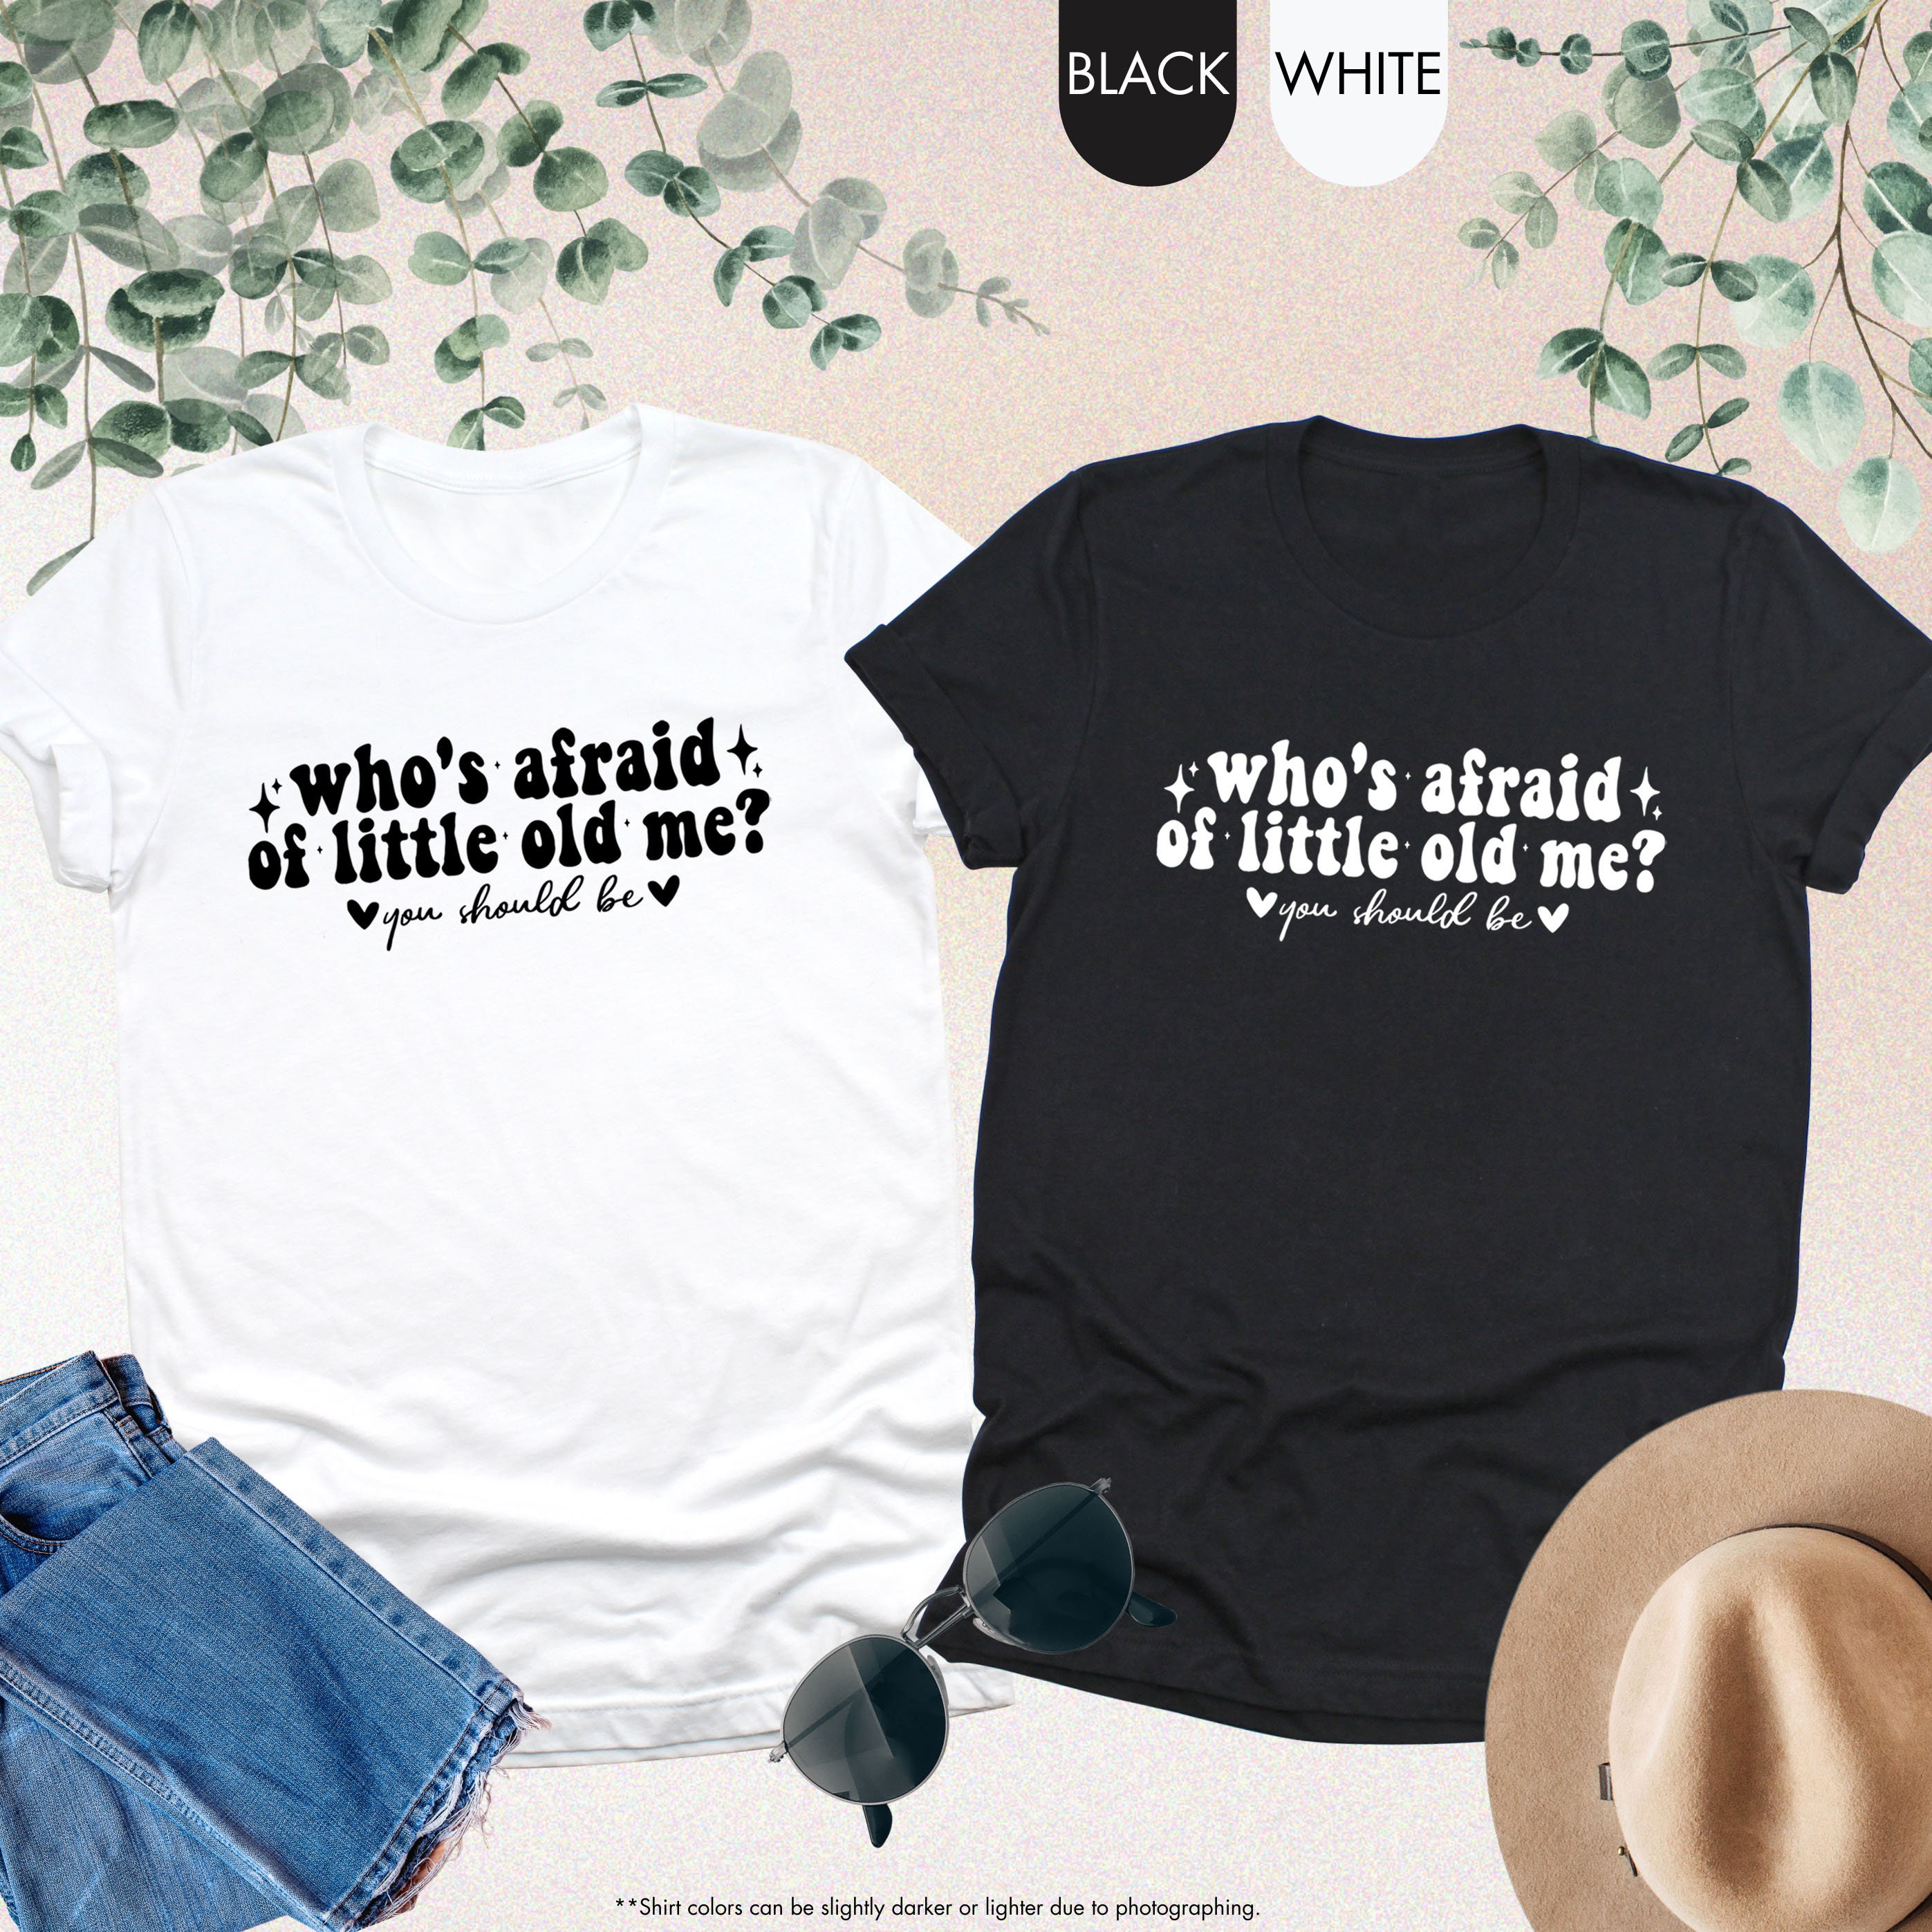 BLACK WHITE
who's afraid
of little old me?
you should be
who's afraid
of little old me?
you should be
**Shirt colors can be slightly darker or lighter due to photographing.